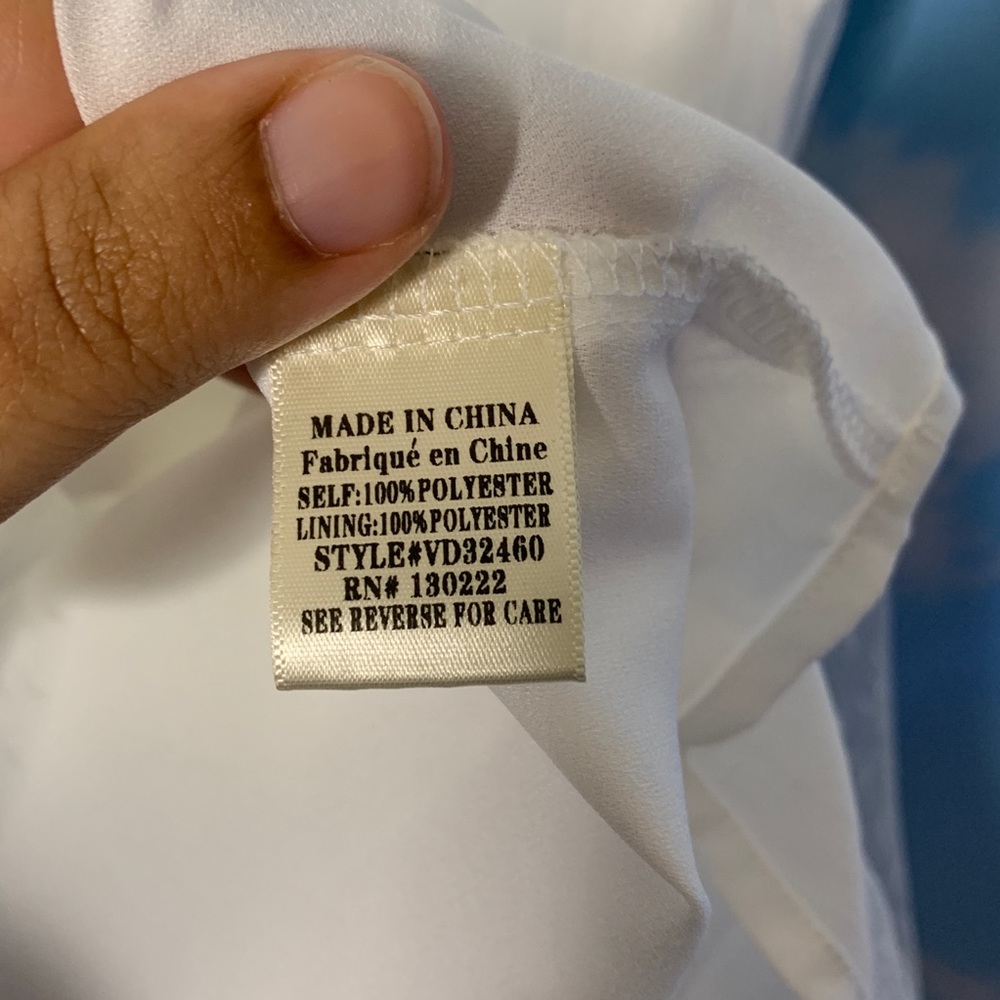 MADE IN CHINA
Fabriqué en Chine
SELF:100%POLYESTER
LINING:100%POLYESTER
STYLE#VD32460
RN# 130222
SEE REVERSE FOR CARE